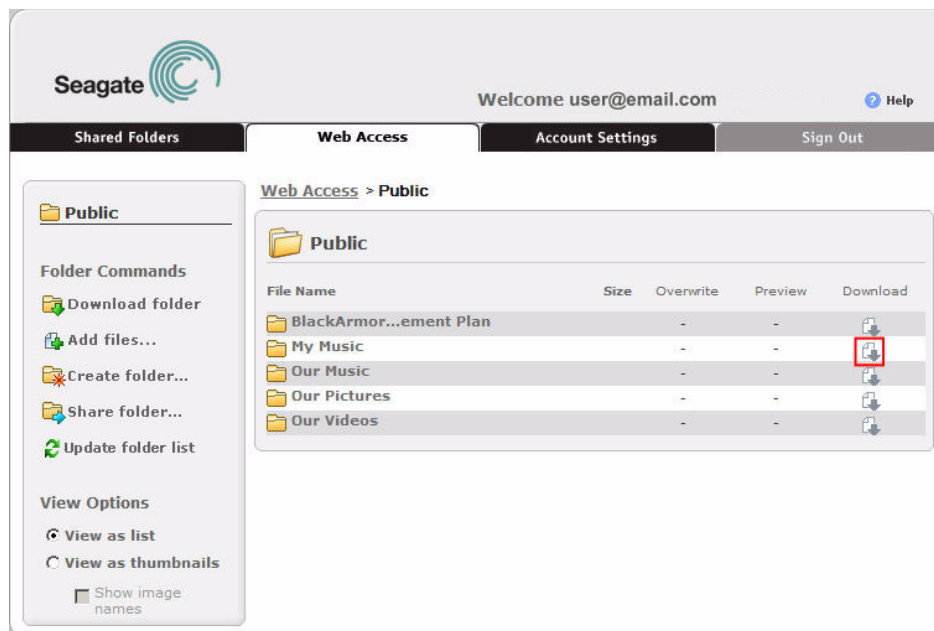 Seagate
Welcome user@email.com
Help
Shared Folders
Web Access
Account Settings
Sign Out
Public
Folder Commands
Download folder
Add files...
Create folder...
Share folder...
Update folder list
View Options
View as list
View as thumbnails
Show image
names
Web Access > Public
Public
File Name Size Overwrite Preview Download
BlackArmor...ement Plan - -
My Music - -
Our Music - -
Our Pictures - -
Our Videos - -